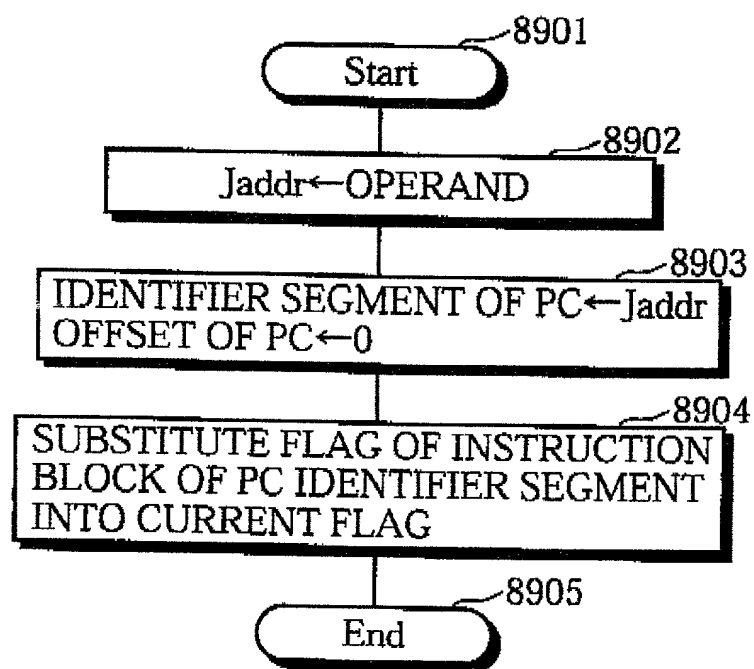 8901
Start
8902
Jaddr←OPERAND
8903
IDENTIFIER SEGMENT OF PC←Jaddr
OFFSET OF PC←0
8904
SUBSTITUTE FLAG OF INSTRUCTION
BLOCK OF PC IDENTIFIER SEGMENT
INTO CURRENT FLAG
8905
End